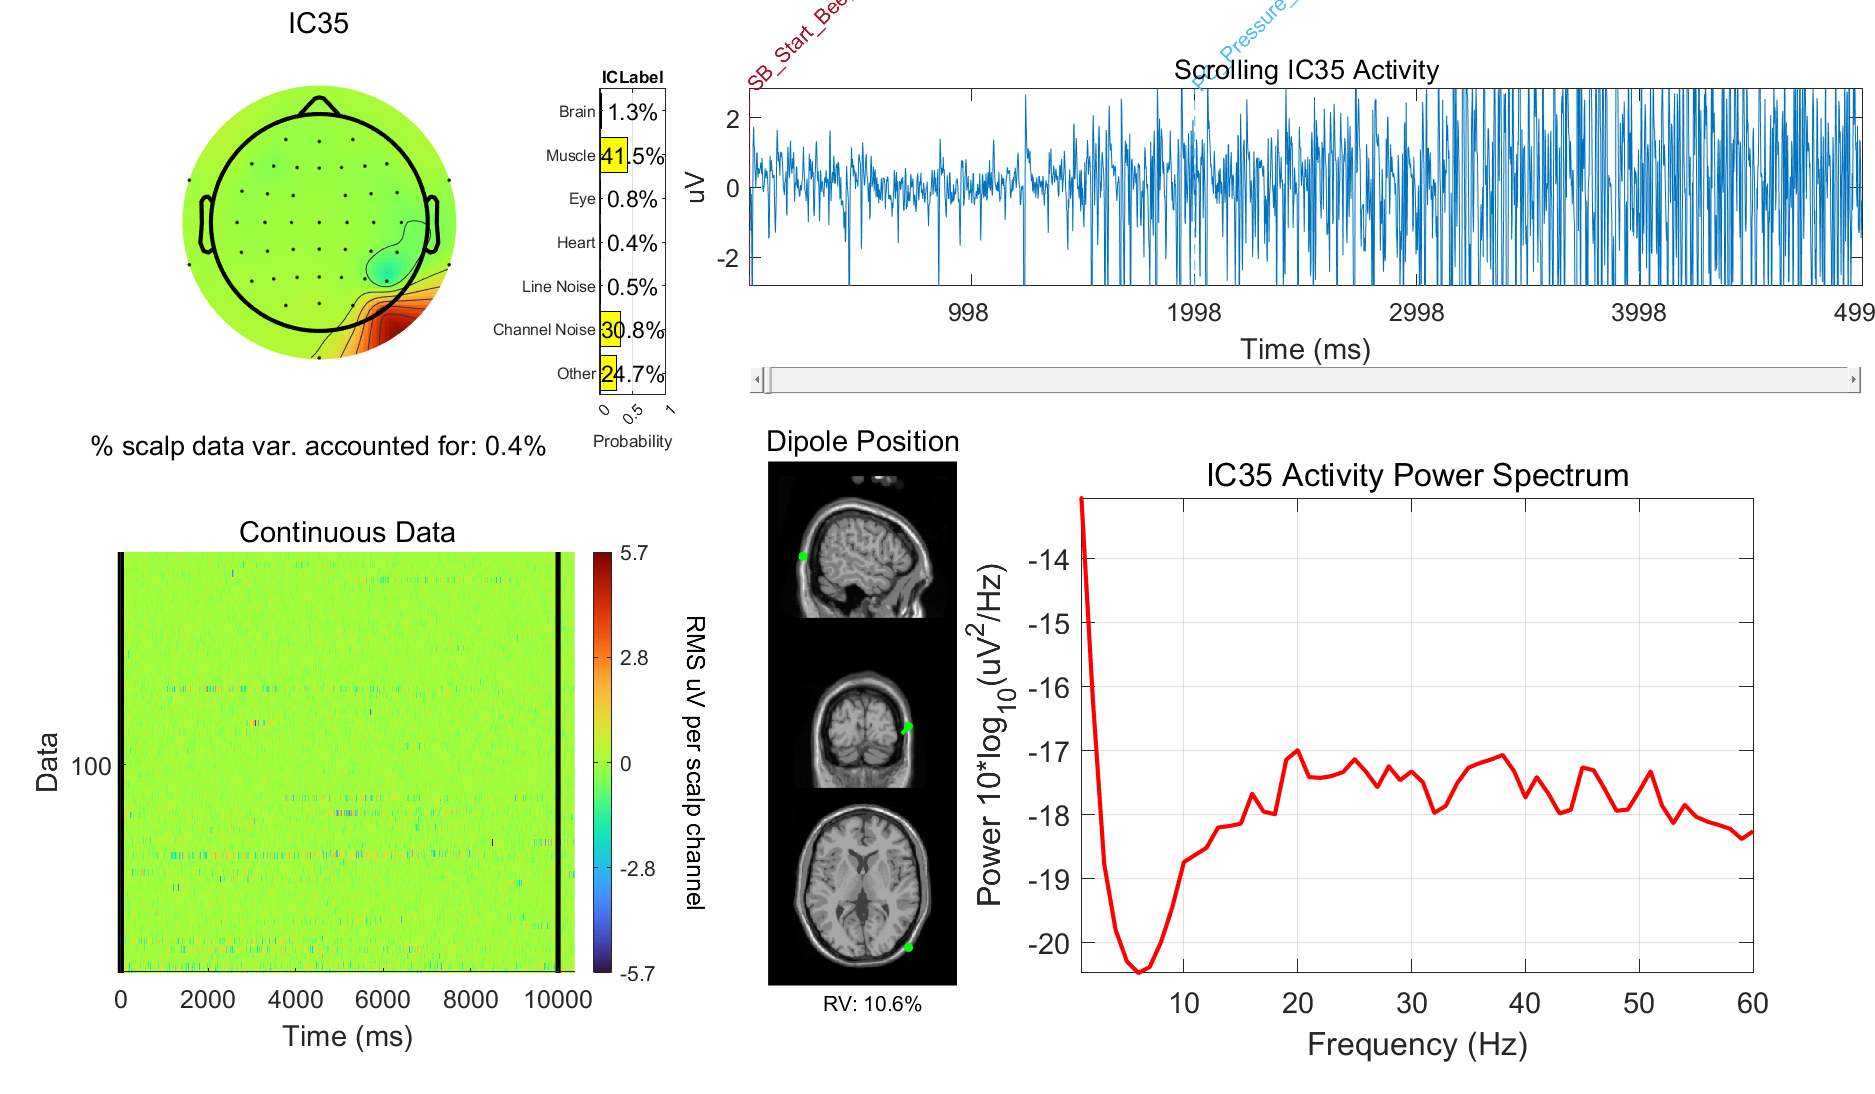 IC35
ICLabel
Brain 1.3%
Muscle 41.5%
Eye 0.8%
Heart 0.4%
Line Noise 0.5%
Channel Noise 30.8%
Other 24.7%
0 0.5 1
Probability
% scalp data var. accounted for: 0.4%
SB_Start_Bee
Pressure_
Scrolling IC35 Activity
uV
2
0
-2
998 1998 2998 3998 499
Time (ms)
Continuous Data
Data
100
0 2000 4000 6000 8000 10000
Time (ms)
5.7
2.8
0
-2.8
-5.7
RMS uV per scalp channel
Dipole Position
RV: 10.6%
IC35 Activity Power Spectrum
Power 10*log10(uV2/Hz)
-14
-15
-16
-17
-18
-19
-20
10 20 30 40 50 60
Frequency (Hz)